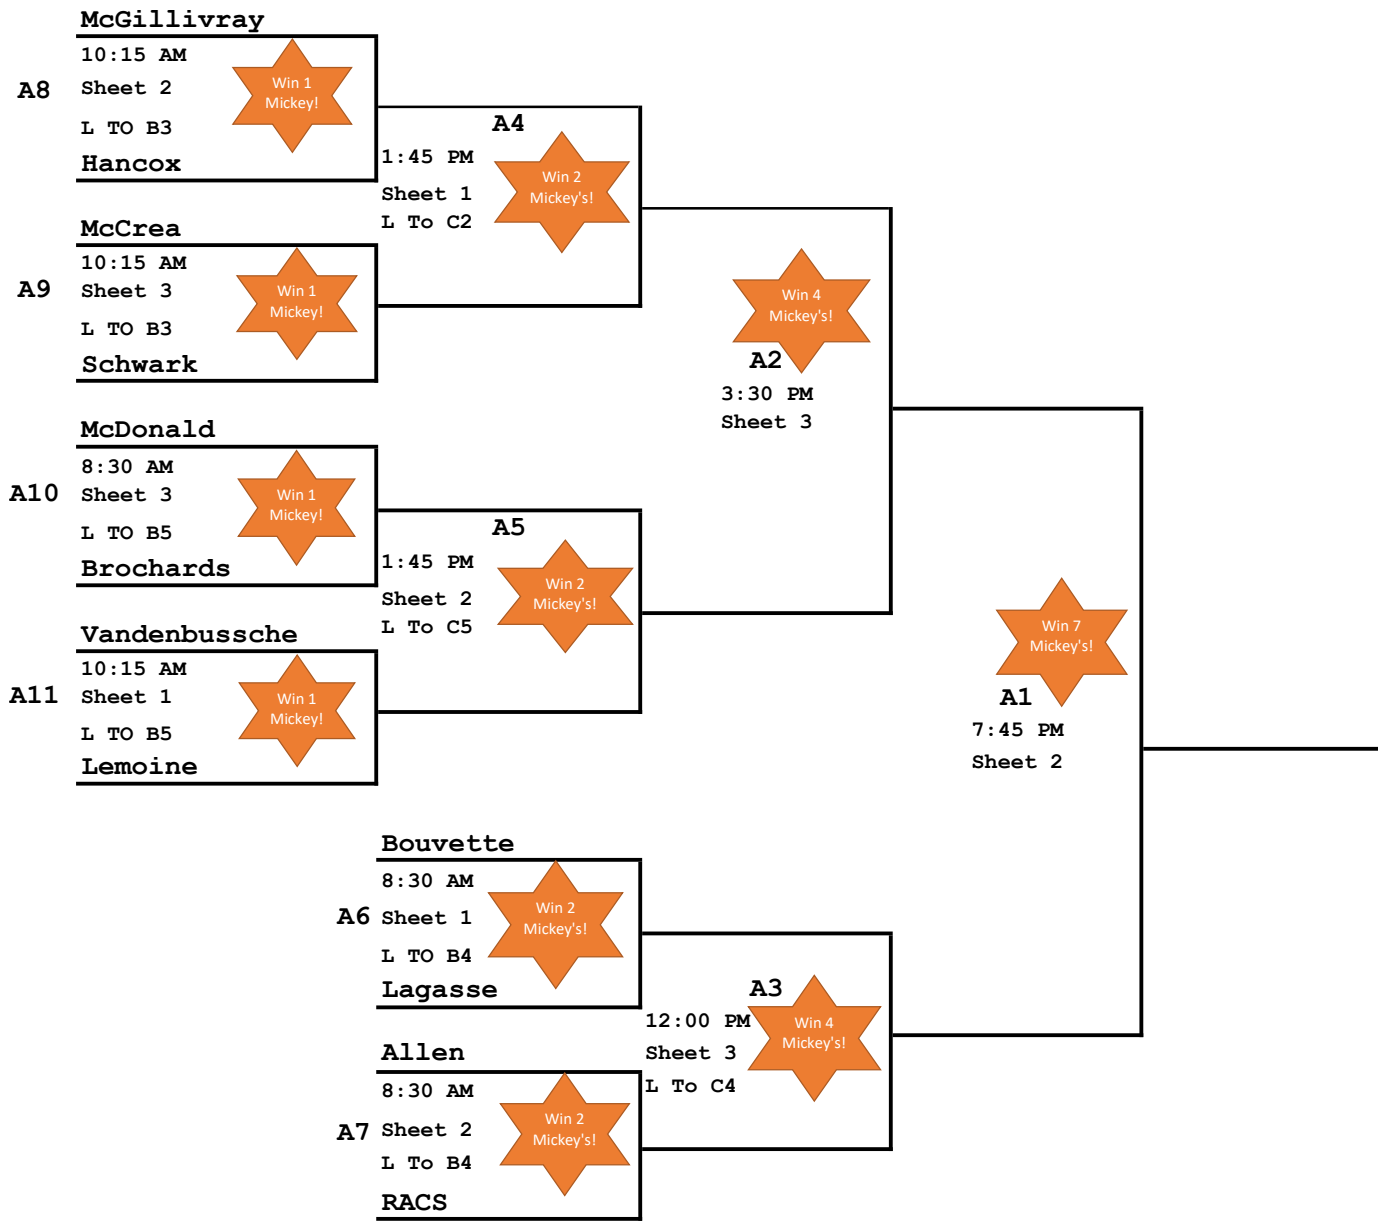 McGillivray
10:15 AM
A8
Sheet 2
L TO B3
Hancox
Win 1
Mickey!
A4
1:45 PM
Sheet 1
L To C2
Win 2
Mickey's!
McCrea
10:15 AM
A9
Sheet 3
L TO B3
Schwark
Win 1
Mickey!
Win 4
Mickey's!
A2
3:30 PM
Sheet 3
McDonald
8:30 AM
A10
Sheet 3
L TO B5
Brochards
Win 1
Mickey!
A5
1:45 PM
Sheet 2
L To C5
Win 2
Mickey's!
Vandenbussche
10:15 AM
A11
Sheet 1
L TO B5
Lemoine
Win 1
Mickey!
Win 7
Mickey's!
A1
7:45 PM
Sheet 2
Bouvette
8:30 AM
A6
Sheet 1
L TO B4
Lagasse
Win 2
Mickey's!
A3
12:00 PM
Sheet 3
L To C4
Win 4
Mickey's!
Allen
8:30 AM
A7
Sheet 2
L To B4
RACS
Win 2
Mickey's!